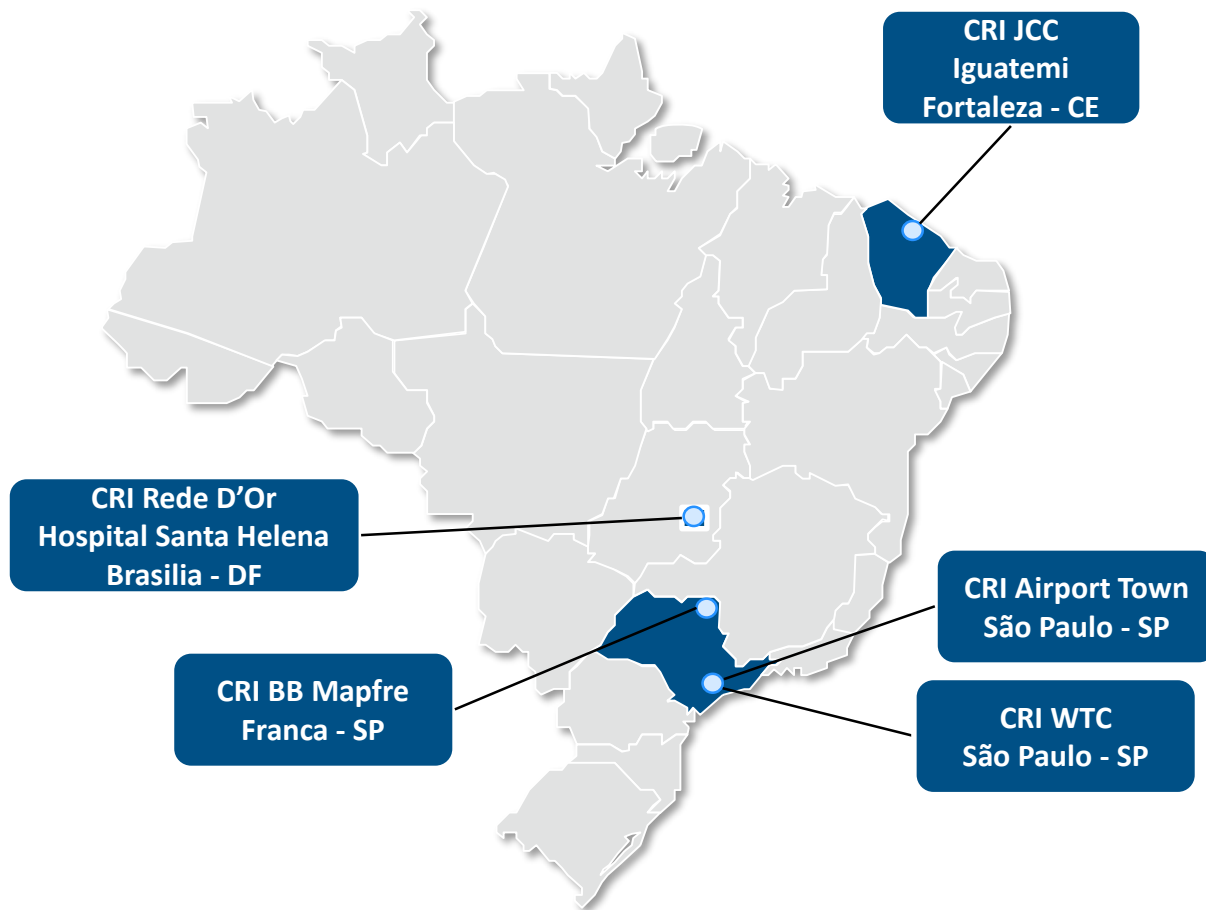 CRI JCC
Iguatemi
Fortaleza - CE
CRI Rede D’Or
Hospital Santa Helena
Brasilia - DF
CRI Airport Town
São Paulo - SP
CRI BB Mapfre
Franca - SP
CRI WTC
São Paulo - SP